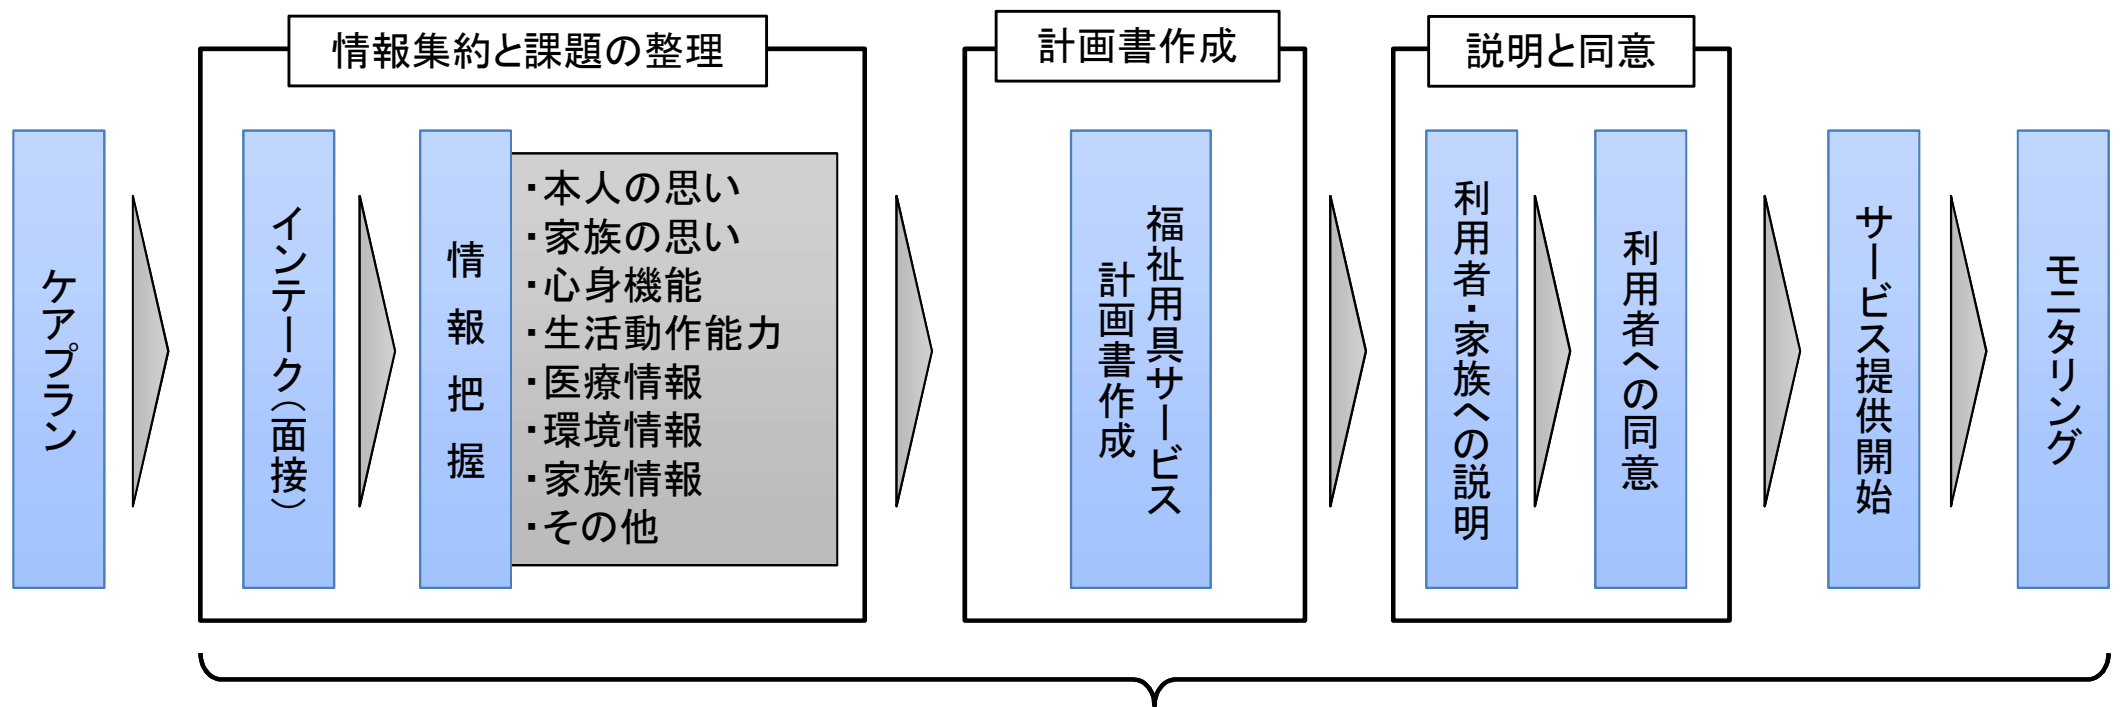 情報集約と課題の整理
計画書作成
説明と同意
ケアプラン
インテーク（面接）
情報把握
・本人の思い
・家族の思い
・心身機能
・生活動作能力
・医療情報
・環境情報
・家族情報
・その他
福祉用具サービス
計画書作成
利用者・家族への説明
利用者への同意
サービス提供開始
モニタリング